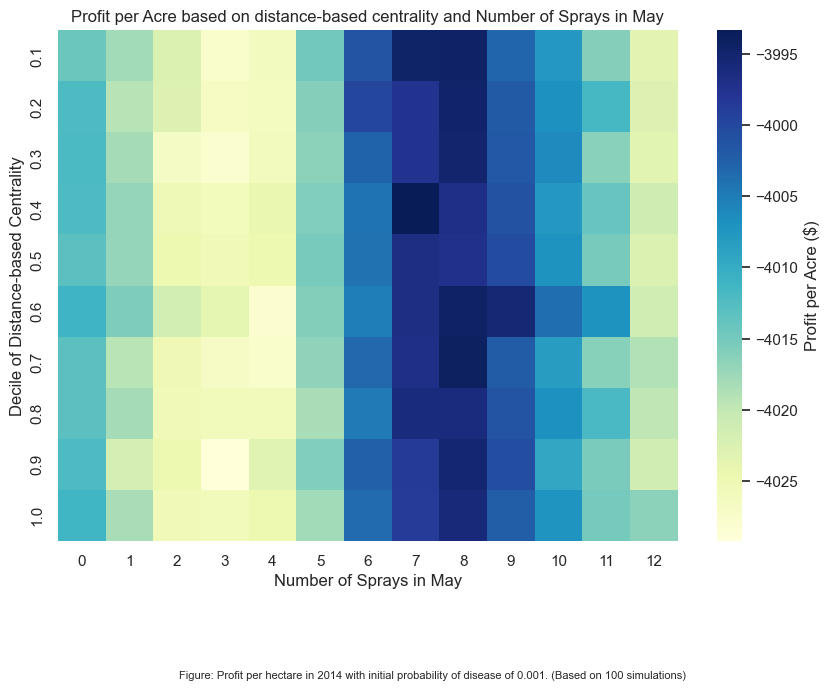 Profit per Acre based on distance-based centrality and Number of Sprays in May
Decile of Distance-based Centrality
0.1
0.2
0.3
0.4
0.5
0.6
0.7
0.8
0.9
1.0
0 1 2 3 4 5 6 7 8 9 10 11 12
Number of Sprays in May
−3995
−4000
−4005
−4010
−4015
−4020
−4025
Profit per Acre ($)
Figure: Profit per hectare in 2014 with initial probability of disease of 0.001. (Based on 100 simulations)